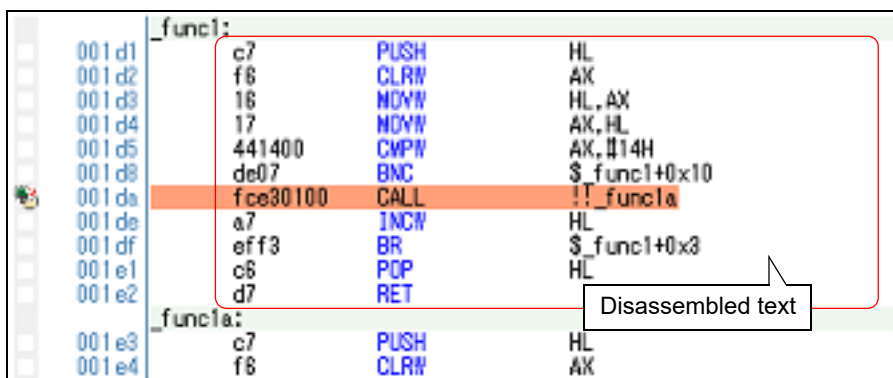 _func1:
001d1 c7 PUSH HL
001d2 f6 CLRW AX
001d3 16 MOVW HL,AX
001d4 17 MOVW AX,HL
001d5 441400 CMPW AX,#14H
001d8 de07 BNC $_func1+0x10
001da fce30100 CALL !!_func1a
001de a7 INCW HL
001df eff3 BR $_func1+0x3
001e1 c6 POP HL
001e2 d7 RET
Disassembled text
_func1a:
001e3 c7 PUSH HL
001e4 f6 CLRW AX